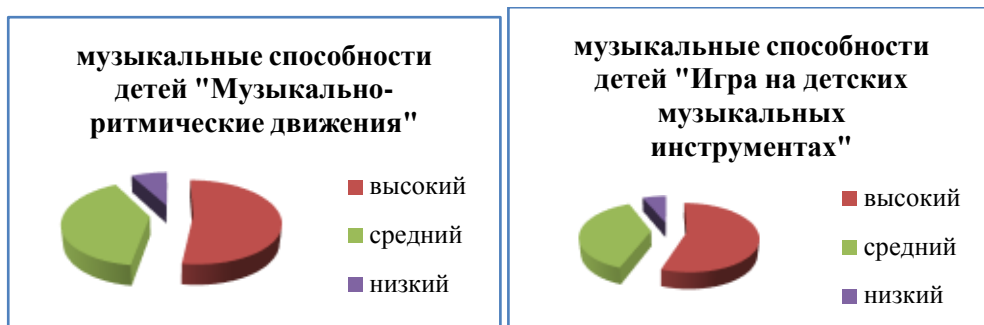 музыкальные способности
детей "Музыкально-
ритмические движения"
высокий
средний
низкий
музыкальные способности
детей "Игра на детских
музыкальных
инструментах"
высокий
средний
низкий